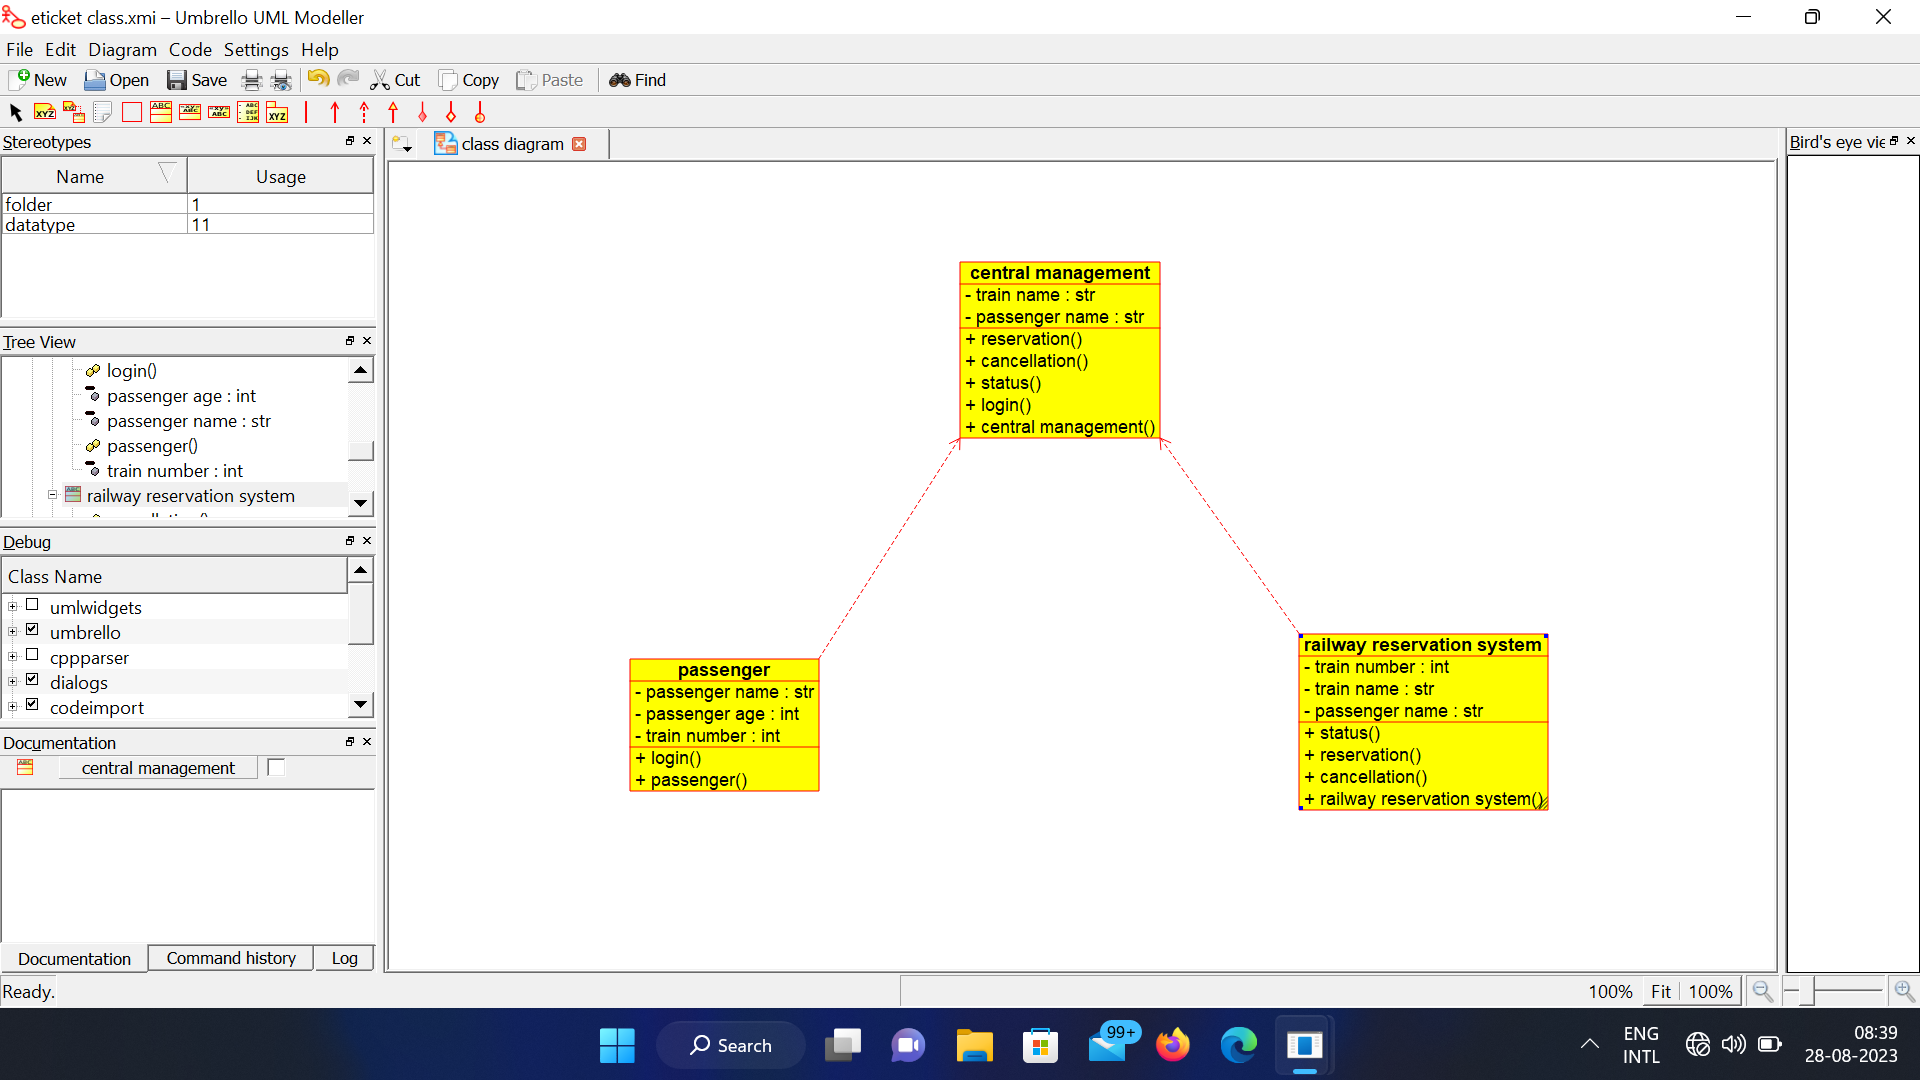 eticket class.xmi – Umbrello UML Modeller
File Edit Diagram Code Settings Help
New Open Save Cut Copy Paste Find
Stereotypes
Name Usage
folder 1
datatype 11
Tree View
login()
passenger age : int
passenger name : str
passenger()
train number : int
railway reservation system
Debug
Class Name
umlwidgets
umbrello
cppparser
dialogs
codeimport
Documentation
central management
Documentation Command history Log
Ready.
class diagram
central management
- train name : str
- passenger name : str
+ reservation()
+ cancellation()
+ status()
+ login()
+ central management()
passenger
- passenger name : str
- passenger age : int
- train number : int
+ login()
+ passenger()
railway reservation system
- train number : int
- train name : str
- passenger name : str
+ status()
+ reservation()
+ cancellation()
+ railway reservation system()
Bird's eye vie
100% Fit 100%
Search
99+
ENG
INTL
08:39
28-08-2023